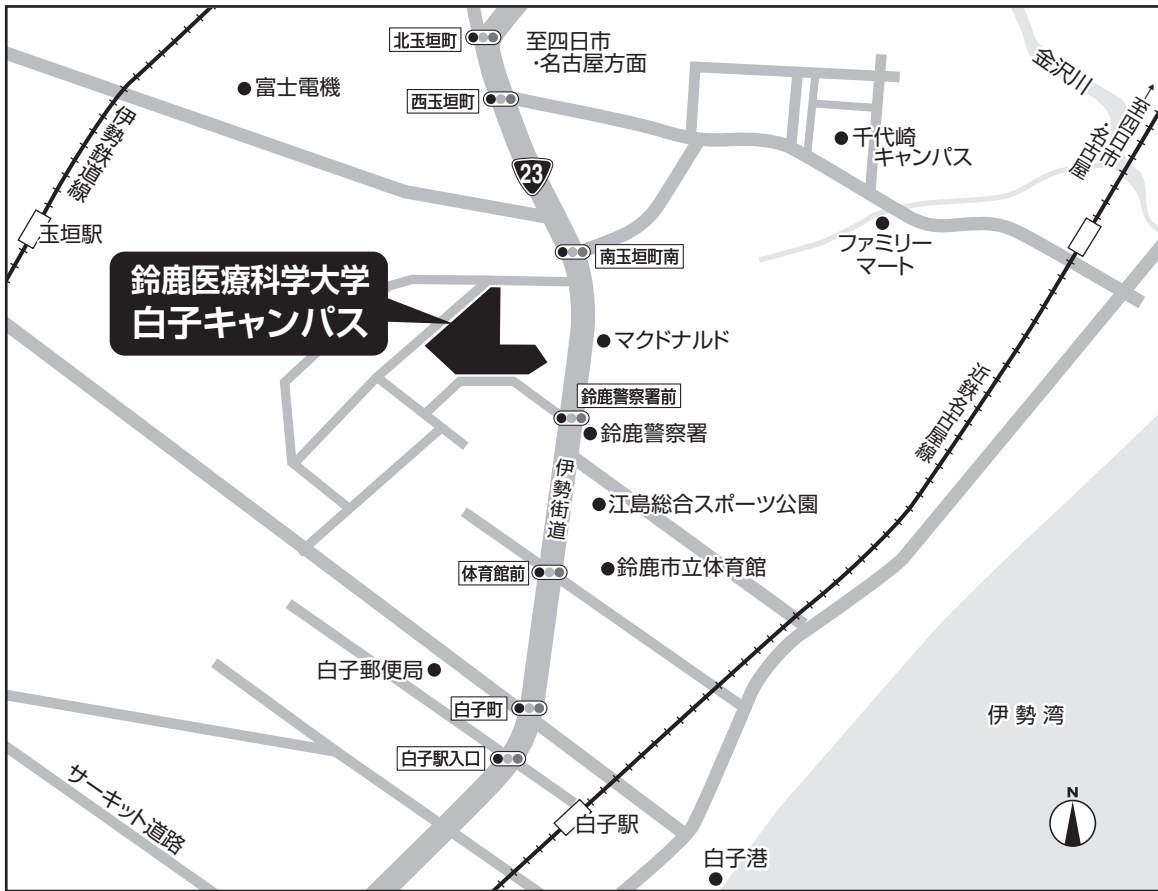 北玉垣町
至四日市
・名古屋方面
金沢川
富士電機
西玉垣町
←至四日市
・名古屋
伊勢鉄道線
千代崎
キャンパス
23
玉垣駅
ファミリー
マート
南玉垣町南
鈴鹿医療科学大学
白子キャンパス
マクドナルド
近鉄名古屋線
鈴鹿警察署前
鈴鹿警察署
伊勢街道
江島総合スポーツ公園
体育館前
鈴鹿市立体育館
白子郵便局
白子町
伊勢湾
白子駅入口
サーキット道路
N
白子駅
白子港